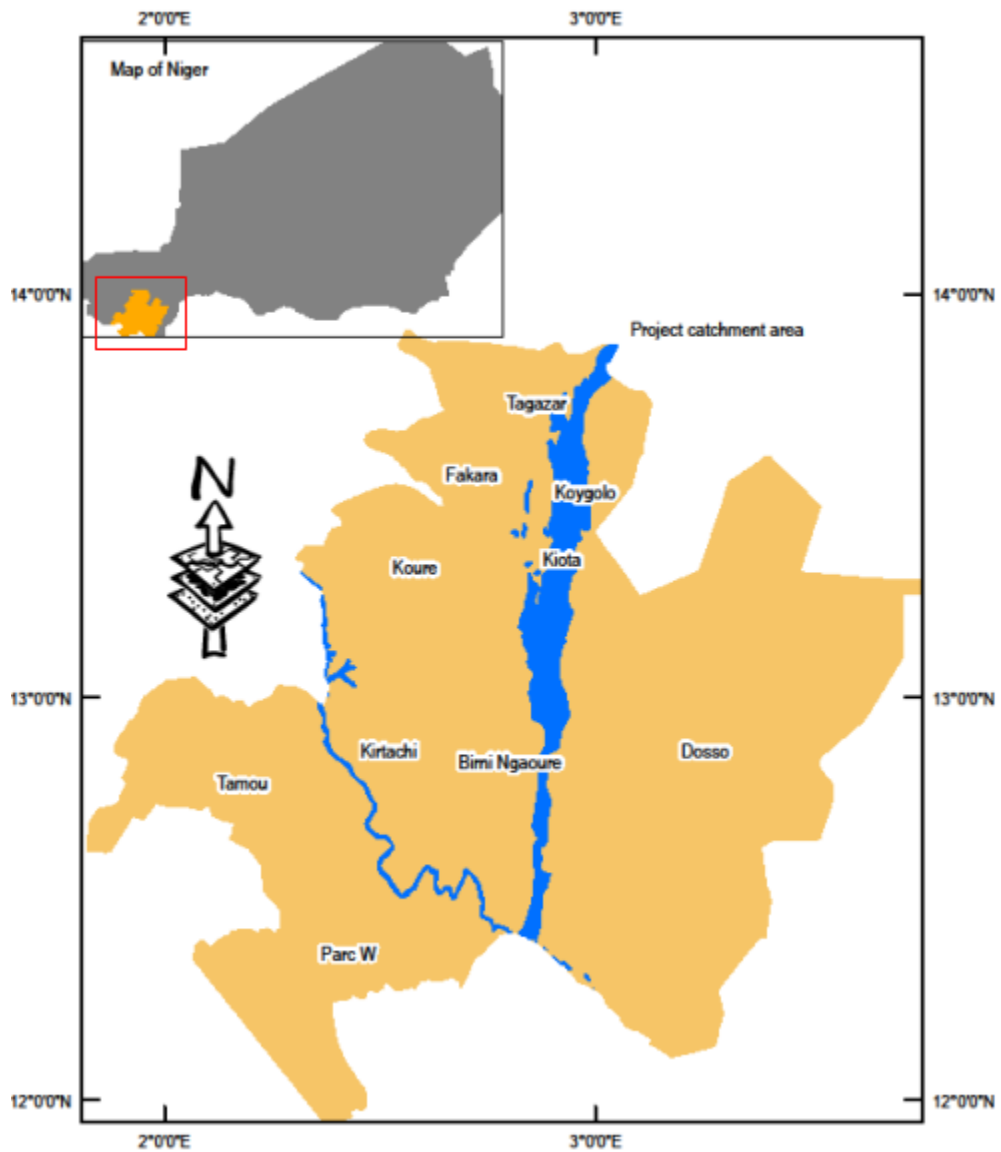 2°0'0"E
3°0'0"E
Map of Niger
14°0'0"N
14°0'0"N
Project catchment area
Tagazar
N
Fakara
Koygolo
Kiota
Koure
13°0'0"N
13°0'0"N
Kirtachi
Birni Ngaoure
Dosso
Tamou
Parc W
12°0'0"N
12°0'0"N
2°0'0"E
3°0'0"E